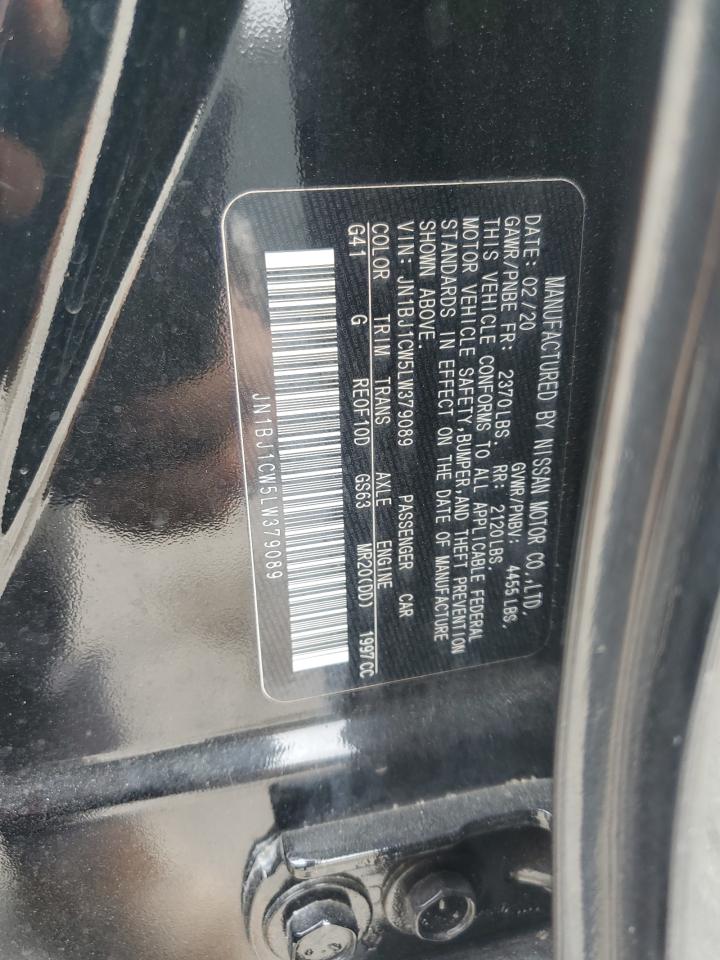 MANUFACTURED BY NISSAN MOTOR CO.,LTD.
DATE: 02/20 GVWR/PNBV: 4455LBS.
GAWR/PNBE FR: 2370LBS. RR: 2120LBS.
THIS VEHICLE CONFORMS TO ALL APPLICABLE FEDERAL
MOTOR VEHICLE SAFETY,BUMPER,AND THEFT PREVENTION
STANDARDS IN EFFECT ON THE DATE OF MANUFACTURE
SHOWN ABOVE.
VIN: JN1BJ1CW5LW379089 PASSENGER CAR
COLOR TRIM TRANS AXLE ENGINE
G41 G RE0F10D GS63 MR20(DD) 1997CC
JN1BJ1CW5LW379089